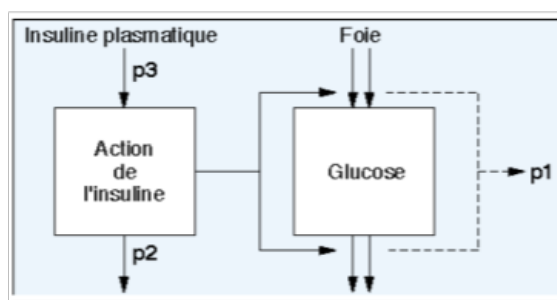 Insuline plasmatique
Foie
p3
Action
de
l'insuline
Glucose
p1
p2